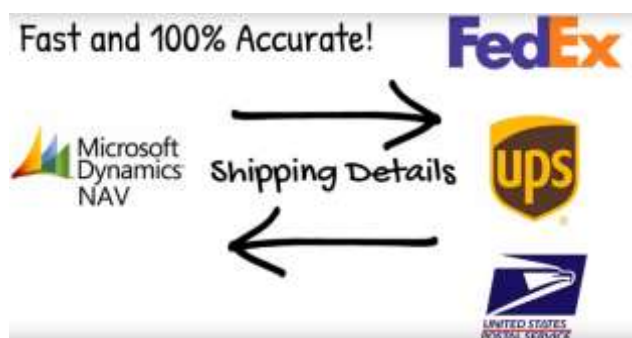 Fast and 100% Accurate!
FedEx
Microsoft
Dynamics
NAV
Shipping Details
ups
UNITED STATES
POSTAL SERVICE